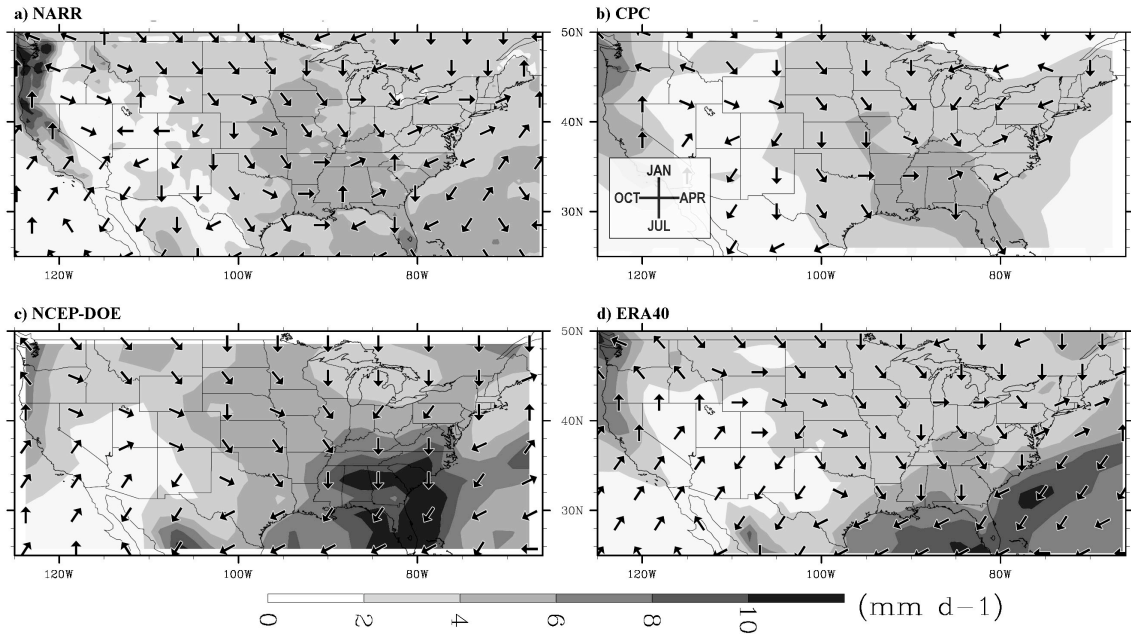 a) NARR
b) CPC
50N
40N
30N
JAN
OCT APR
JUL
120W 100W 80W
120W 100W 80W
c) NCEP-DOE
d) ERA40
50N
40N
30N
120W 100W 80W
120W 100W 80W
0 2 4 6 8 10 (mm d-1)